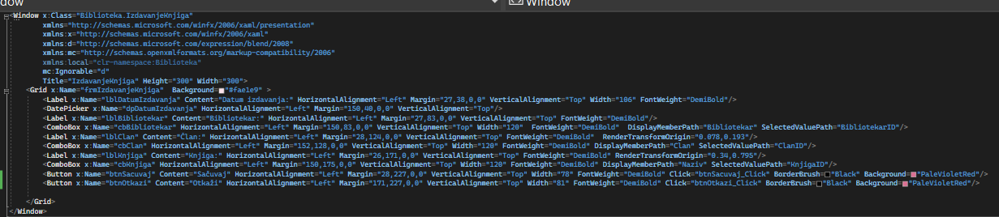 dow
Window
<Window x:Class="Biblioteka.IzdavanjeKnjiga"
xmlns="http://schemas.microsoft.com/winfx/2006/xaml/presentation"
xmlns:x="http://schemas.microsoft.com/winfx/2006/xaml"
xmlns:d="http://schemas.microsoft.com/expression/blend/2008"
xmlns:mc="http://schemas.openxmlformats.org/markup-compatibility/2006"
xmlns:local="clr-namespace:Biblioteka"
mc:Ignorable="d"
Title="IzdavanjeKnjiga" Height="300" Width="300">
<Grid x:Name="frmIzdavanjeKnjiga" Background="#fae1e9" >
<Label x:Name="lblDatumIzdavanja" Content="Datum izdavanja:" HorizontalAlignment="Left" Margin="27,38,0,0" VerticalAlignment="Top" Width="106" FontWeight="DemiBold"/>
<DatePicker x:Name="dpDatumIzdavanja" HorizontalAlignment="Left" Margin="150,40,0,0" VerticalAlignment="Top"/>
<Label x:Name="lblBibliotekar" Content="Bibliotekar:" HorizontalAlignment="Left" Margin="27,83,0,0" VerticalAlignment="Top" FontWeight="DemiBold"/>
<ComboBox x:Name="cbBibliotekar" HorizontalAlignment="Left" Margin="150,83,0,0" VerticalAlignment="Top" Width="120" FontWeight="DemiBold" DisplayMemberPath="Bibliotekar" SelectedValuePath="BibliotekarID"/>
<Label x:Name="lblClan" Content="Član:" HorizontalAlignment="Left" Margin="28,124,0,0" VerticalAlignment="Top" FontWeight="DemiBold" RenderTransformOrigin="0.078,0.193"/>
<ComboBox x:Name="cbClan" HorizontalAlignment="Left" Margin="152,128,0,0" VerticalAlignment="Top" Width="120" FontWeight="DemiBold" DisplayMemberPath="Clan" SelectedValuePath="ClanID"/>
<Label x:Name="lblKnjiga" Content="Knjiga:" HorizontalAlignment="Left" Margin="26,171,0,0" VerticalAlignment="Top" FontWeight="DemiBold" RenderTransformOrigin="0.34,0.795"/>
<ComboBox x:Name="cbKnjiga" HorizontalAlignment="Left" Margin="150,175,0,0" VerticalAlignment="Top" Width="120" FontWeight="DemiBold" DisplayMemberPath="Naziv" SelectedValuePath="KnjigaID"/>
<Button x:Name="btnSacuvaj" Content="Sačuvaj" HorizontalAlignment="Left" Margin="28,227,0,0" VerticalAlignment="Top" Width="78" FontWeight="DemiBold" Click="btnSacuvaj_Click" BorderBrush="Black" Background="PaleVioletRed"/>
<Button x:Name="btnOtkazi" Content="Otkaži" HorizontalAlignment="Left" Margin="171,227,0,0" VerticalAlignment="Top" Width="81" FontWeight="DemiBold" Click="btnOtkazi_Click" BorderBrush="Black" Background="PaleVioletRed"/>
</Grid>
</Window>